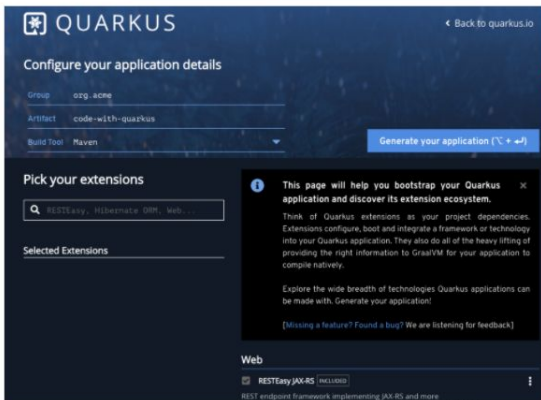 QUARKUS
Back to quarkus.io
Configure your application details
Group org.acme
Artifact code-with-quarkus
Build Tool Maven
Generate your application (⌥ + ↵)
Pick your extensions
RESTEasy, Hibernate ORM, Web...
Selected Extensions
This page will help you bootstrap your Quarkus
application and discover its extension ecosystem.
Think of Quarkus extensions as your project dependencies.
Extensions configure, boot and integrate a framework or technology
into your Quarkus application. They also do all of the heavy lifting of
providing the right information to GraalVM for your application to
compile natively.
Explore the wide breadth of technologies Quarkus applications can
be made with. Generate your application!
[Missing a feature? Found a bug? We are listening for feedback]
Web
RESTEasy JAX-RS INCLUDED
REST endpoint framework implementing JAX-RS and more